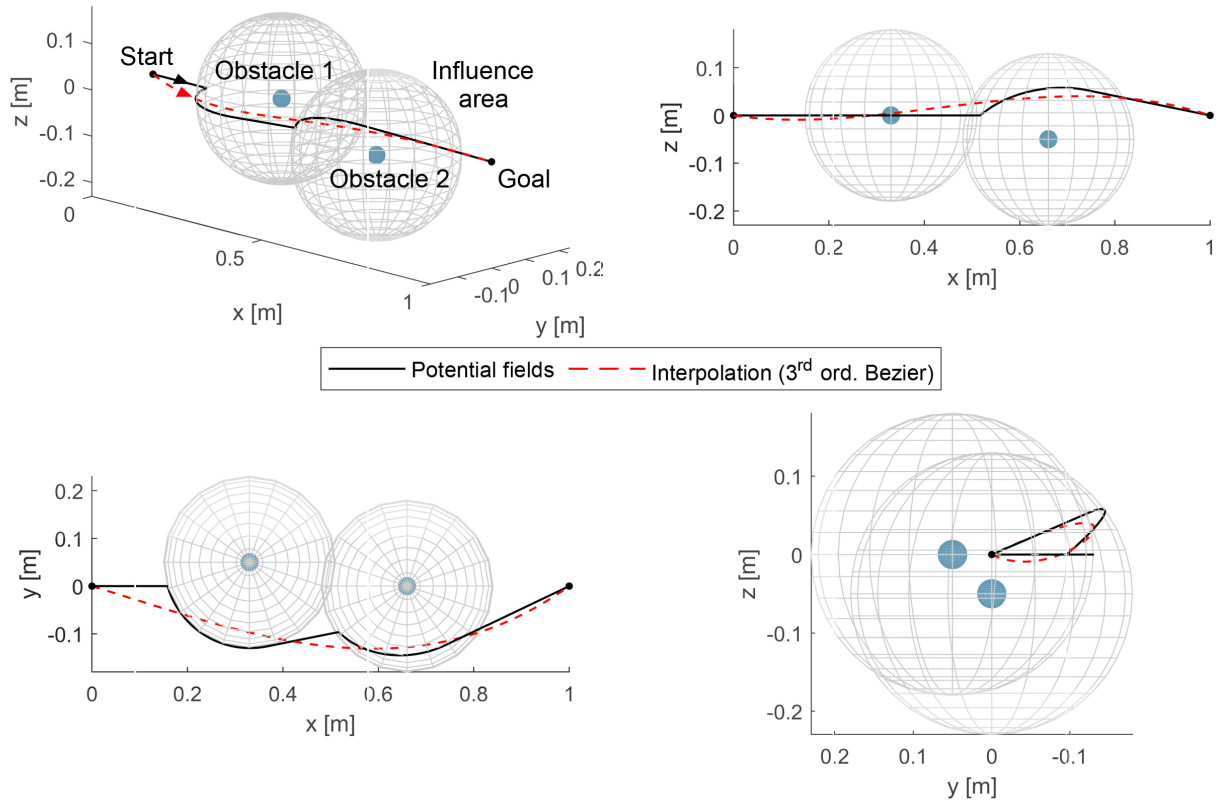 0.1
0
-0.1
-0.2
z [m]
Start
Obstacle 1
Influence
area
Obstacle 2
Goal
0
0.5
1
x [m]
-0.1
0
0.1
0.2
y [m]
0.1
0
-0.1
-0.2
z [m]
0
0.2
0.4
0.6
0.8
1
x [m]
Potential fields
Interpolation (3rd ord. Bezier)
0.2
0.1
0
-0.1
y [m]
0
0.2
0.4
0.6
0.8
1
x [m]
0.1
0
-0.1
-0.2
z [m]
0.2
0.1
0
-0.1
y [m]